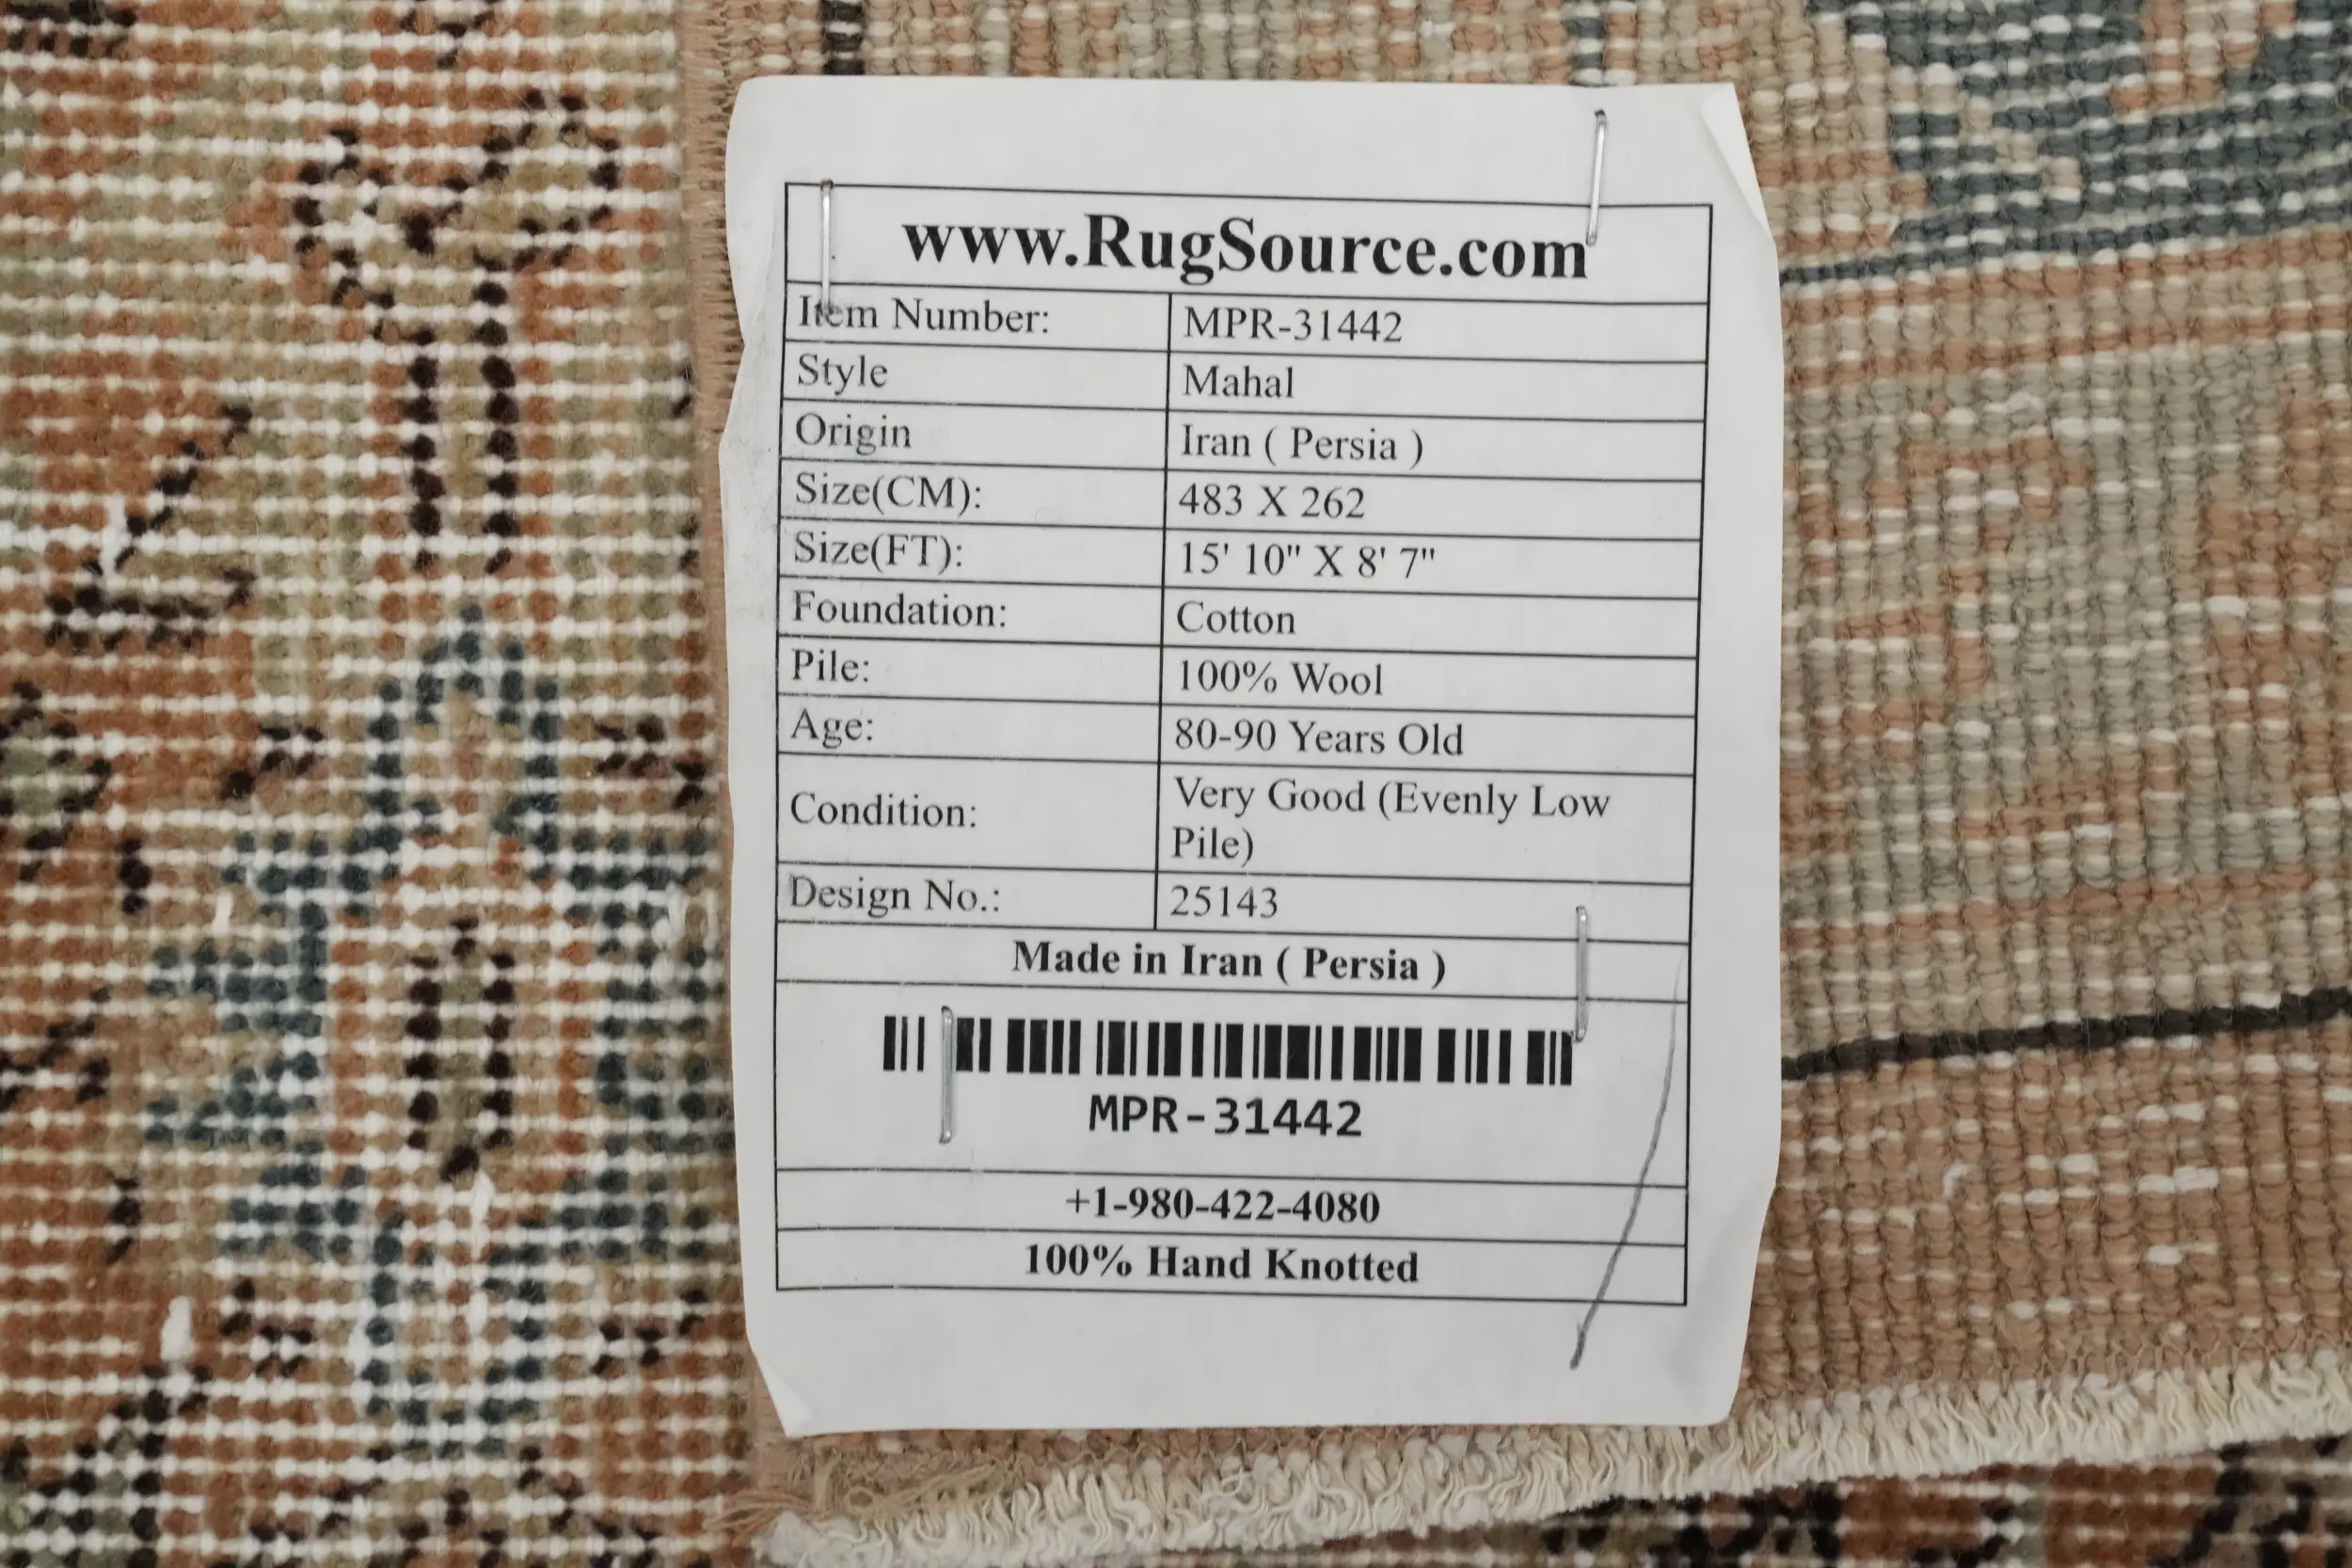 www.RugSource.com
Item Number: MPR-31442
Style Mahal
Origin Iran ( Persia )
Size(CM): 483 X 262
Size(FT): 15' 10" X 8' 7"
Foundation: Cotton
Pile: 100% Wool
Age: 80-90 Years Old
Condition: Very Good (Evenly Low
Pile)
Design No.: 25143
Made in Iran ( Persia )
MPR-31442
+1-980-422-4080
100% Hand Knotted